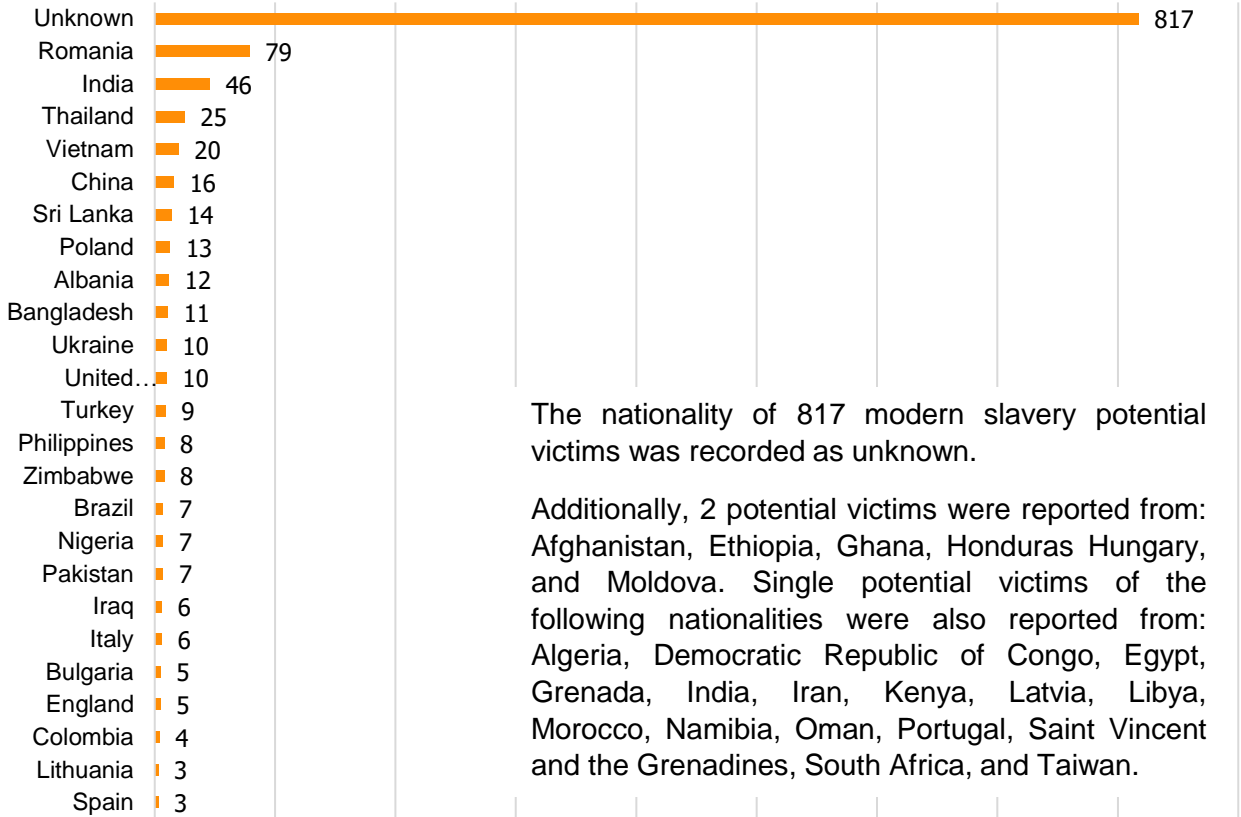 Unknown 817
Romania 79
India 46
Thailand 25
Vietnam 20
China 16
Sri Lanka 14
Poland 13
Albania 12
Bangladesh 11
Ukraine 10
United... 10
Turkey 9
Philippines 8
Zimbabwe 8
Brazil 7
Nigeria 7
Pakistan 7
Iraq 6
Italy 6
Bulgaria 5
England 5
Colombia 4
Lithuania 3
Spain 3
The nationality of 817 modern slavery potential
victims was recorded as unknown.
Additionally, 2 potential victims were reported from:
Afghanistan, Ethiopia, Ghana, Honduras Hungary,
and Moldova. Single potential victims of the
following nationalities were also reported from:
Algeria, Democratic Republic of Congo, Egypt,
Grenada, India, Iran, Kenya, Latvia, Libya,
Morocco, Namibia, Oman, Portugal, Saint Vincent
and the Grenadines, South Africa, and Taiwan.